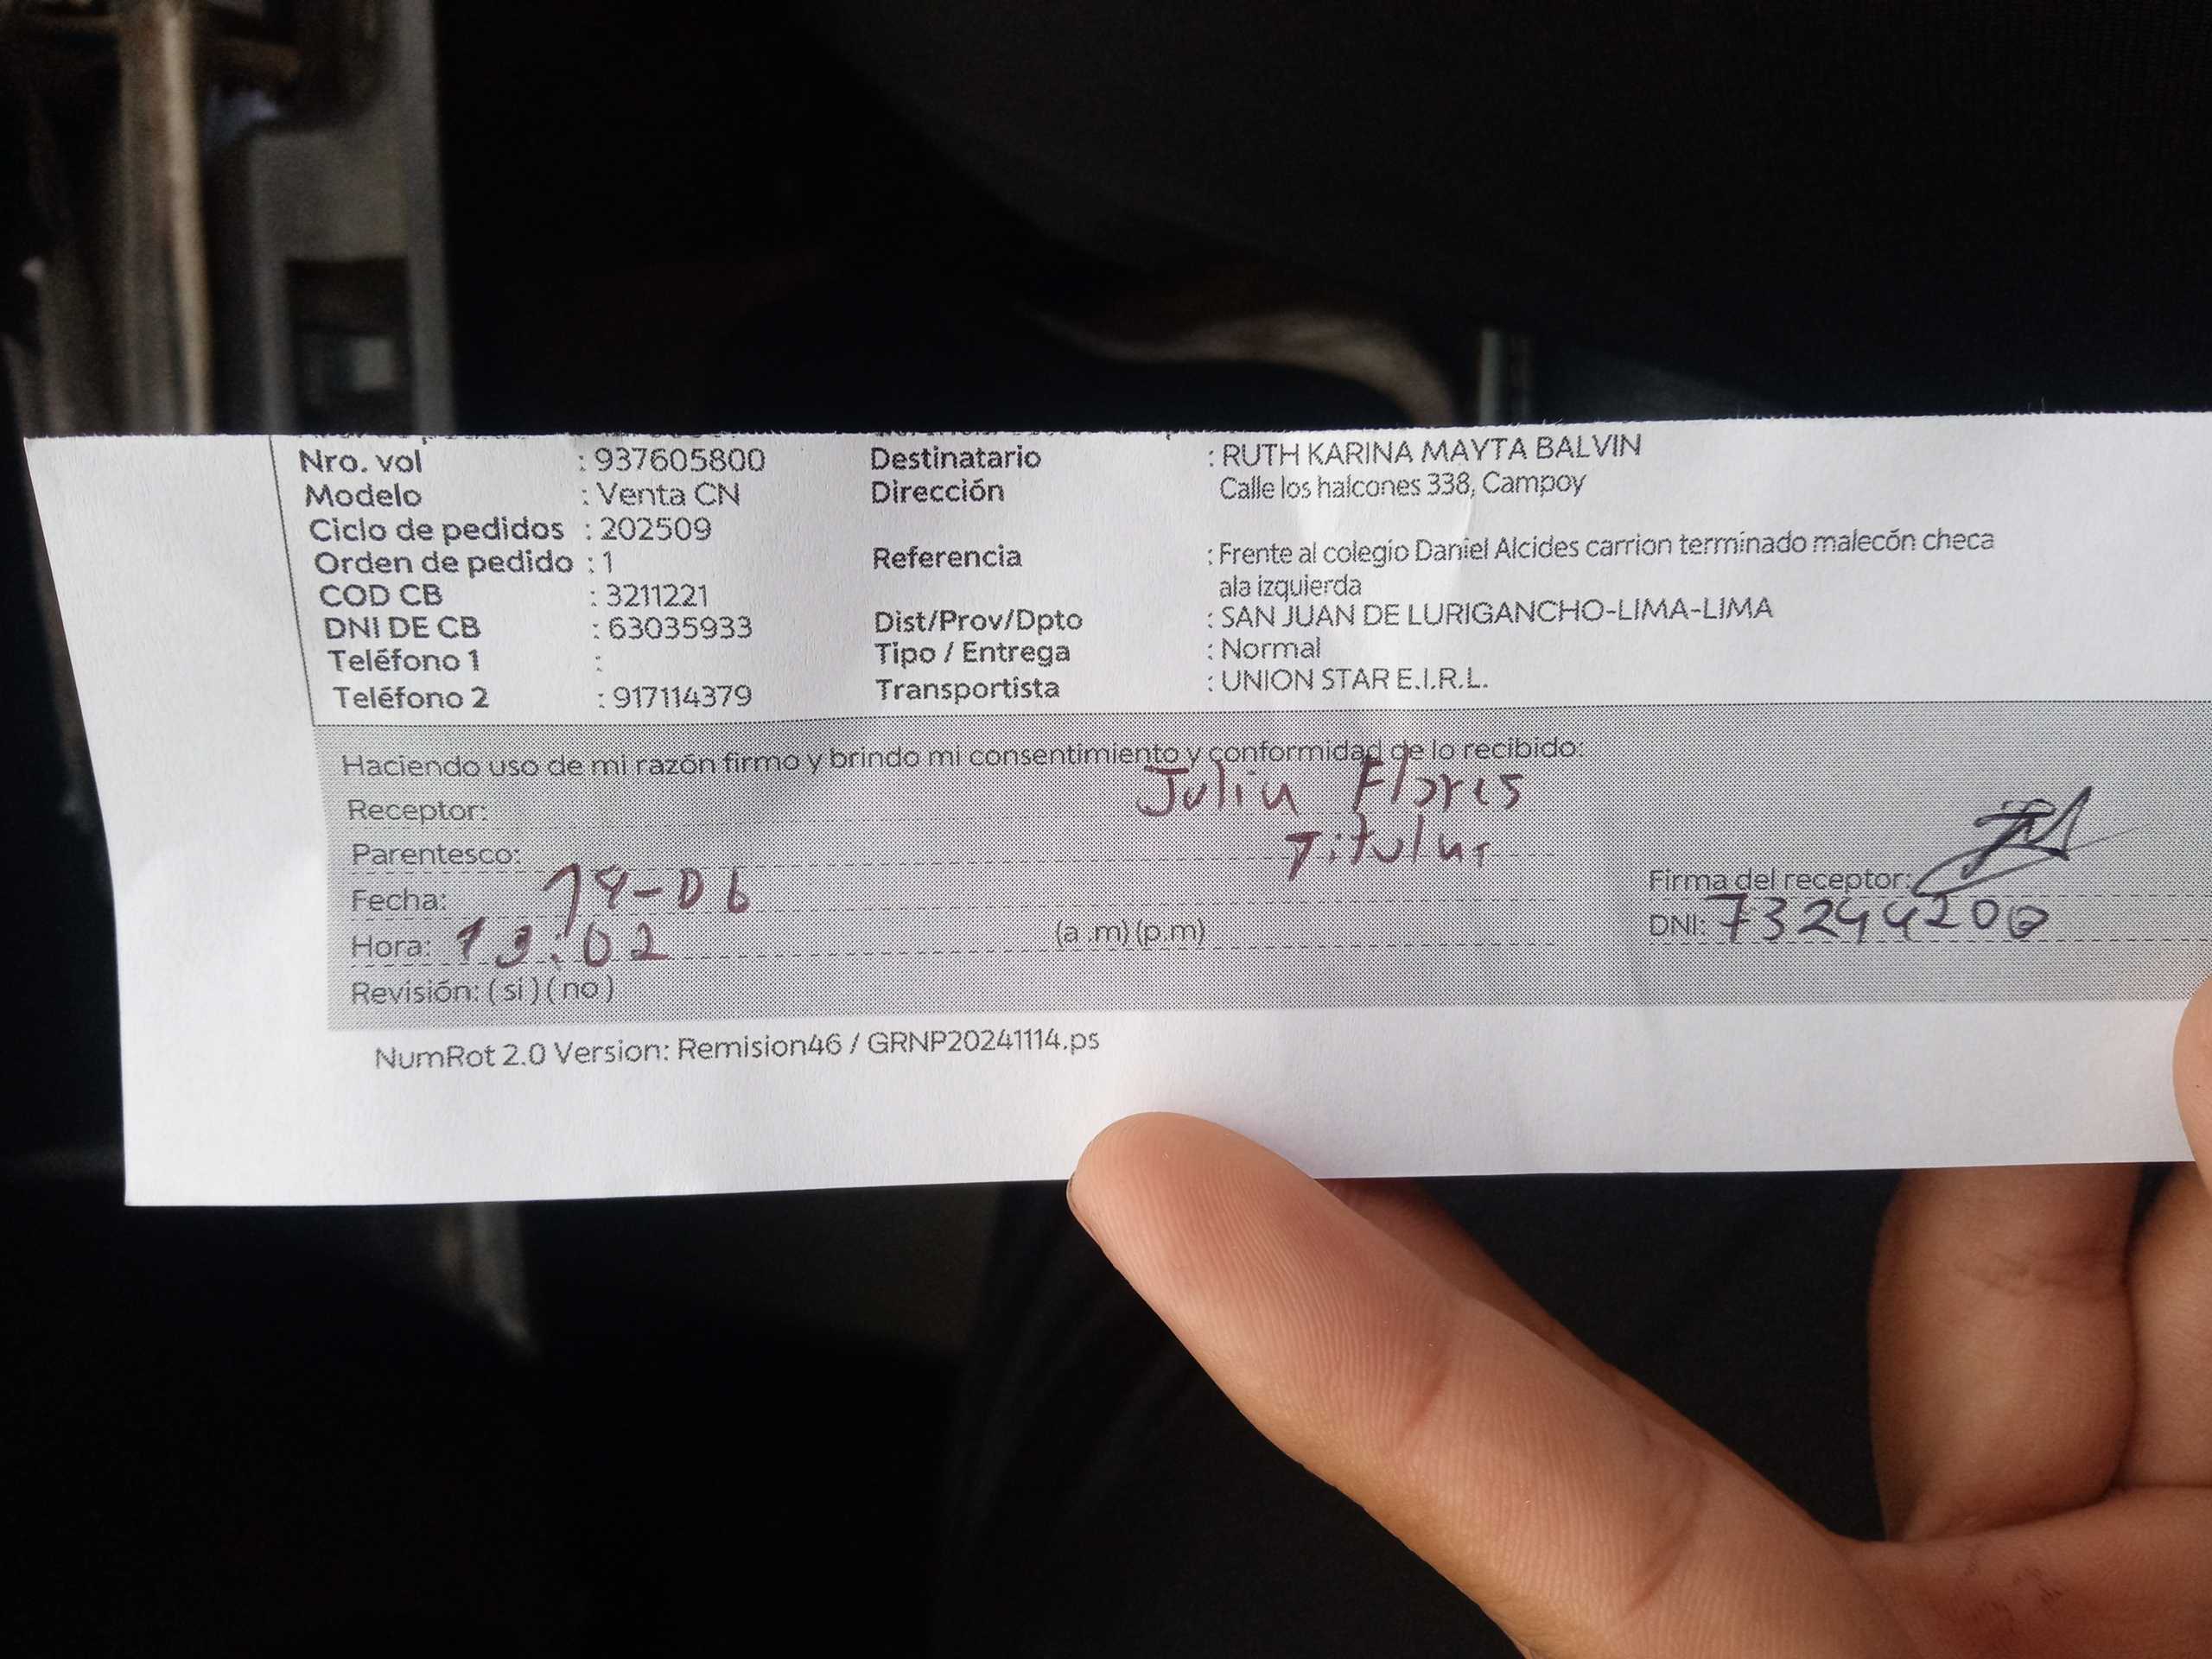 Nro. vol : 937605800
Modelo : Venta CN
Ciclo de pedidos : 202509
Orden de pedido : 1
COD CB : 3211221
DNI DE CB : 63035933
Teléfono 1 :
Teléfono 2 : 917114379
Destinatario : RUTH KARINA MAYTA BALVIN
Dirección Calle los halcones 338, Campoy
Referencia : Frente al colegio Daniel Alcides carrion terminado malecón checa
ala izquierda
Dist/Prov/Dpto : SAN JUAN DE LURIGANCHO-LIMA-LIMA
Tipo / Entrega : Normal
Transportista : UNION STAR E.I.R.L.
Haciendo uso de mi razón firmo y brindo mi consentimiento y conformidad de lo recibido:
Receptor: Julia Flores
Parentesco: Titular
Fecha: 14-06
Hora: 13:02 (a .m) (p.m)
Revisión: ( si ) ( no )
Firma del receptor:
DNI: 73244200
NumRot 2.0 Version: Remision46 / GRNP20241114.ps